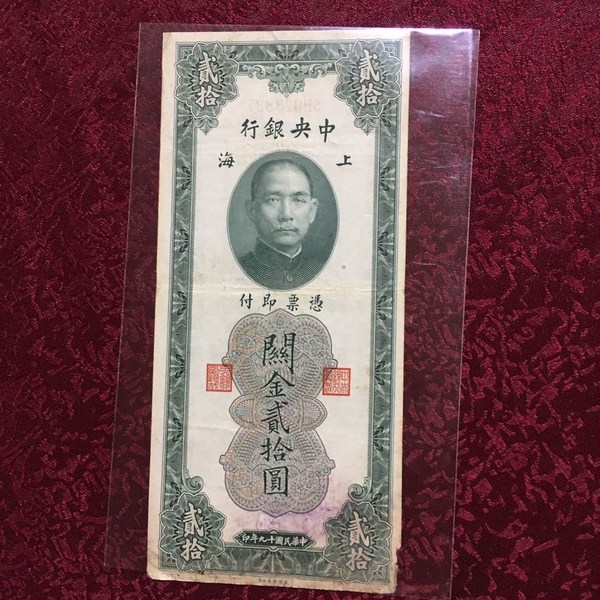 貳拾
貳拾
中央銀行
上海
憑票即付
關金貳拾圓
貳拾
貳拾
中華民國十九年印